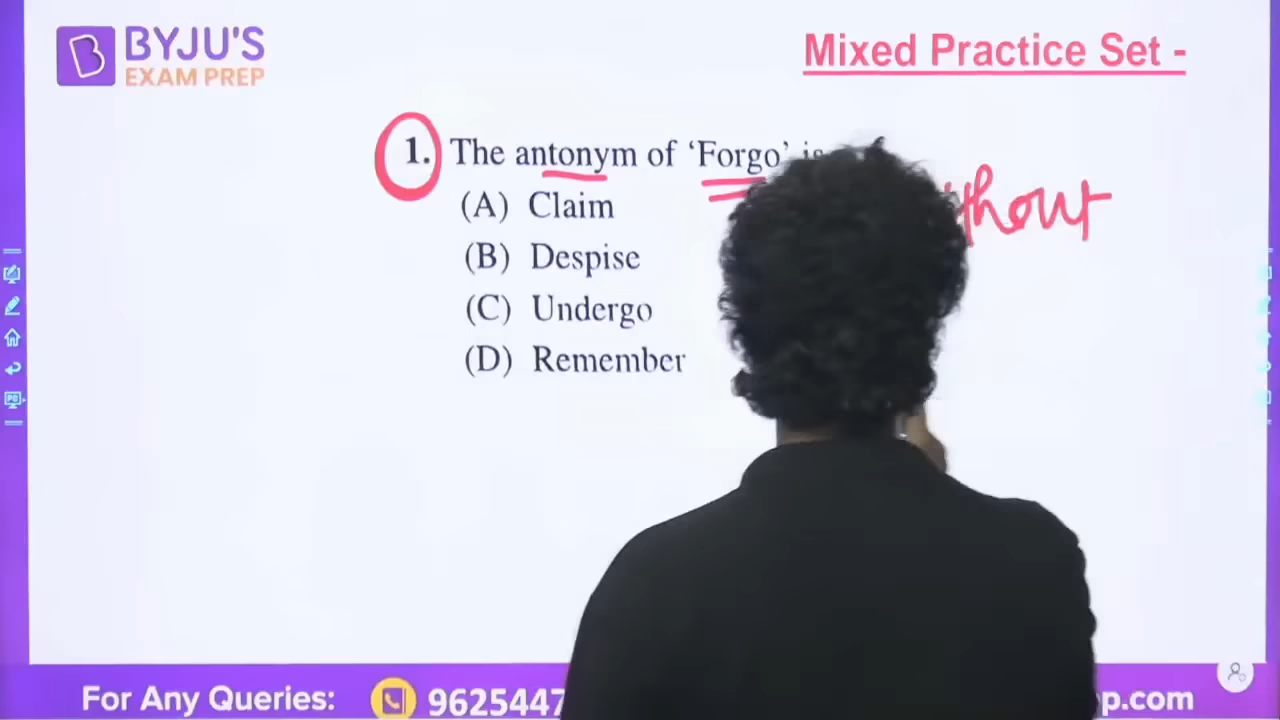 BYJU'S
EXAM PREP
Mixed Practice Set -
1. The antonym of ‘Forgo’ is
(A) Claim
(B) Despise
(C) Undergo
(D) Remember
For Any Queries: 9625447
p.com